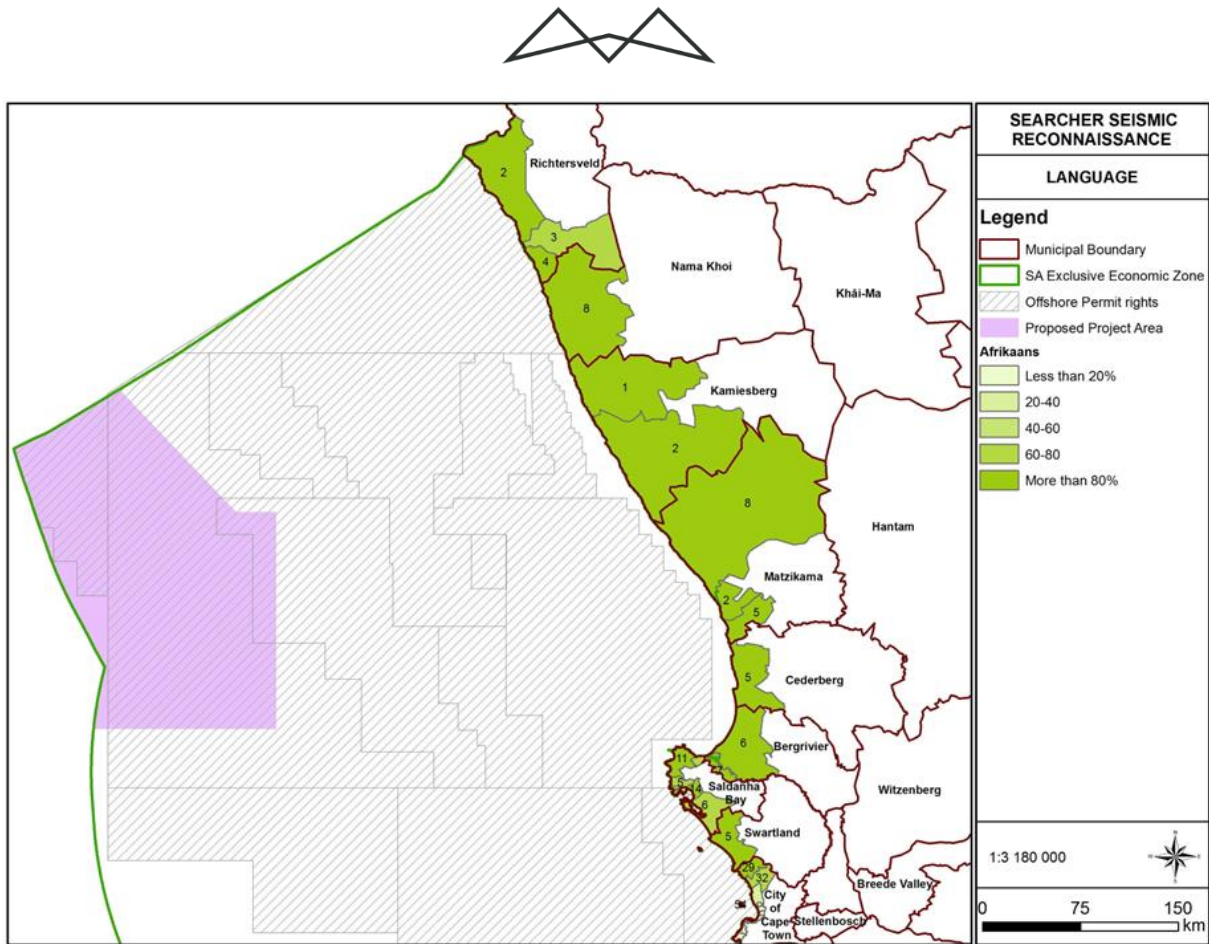 SEARCHER SEISMIC
RECONNAISSANCE
LANGUAGE
Legend
Municipal Boundary
SA Exclusive Economic Zone
Offshore Permit rights
Proposed Project Area
Afrikaans
Less than 20%
20-40
40-60
60-80
More than 80%
1:3 180 000
0 75 150
km
Richtersveld
2
3
4
Nama Khoi
Khâi-Ma
8
1
Kamiesberg
2
8
Hantam
Matzikama
2
5
5
Cederberg
6
Bergrivier
11
7
5
14
Saldanha
Bay
Witzenberg
6
5
Swartland
29
32
Breede Valley
City
of
Cape
Town
Stellenbosch